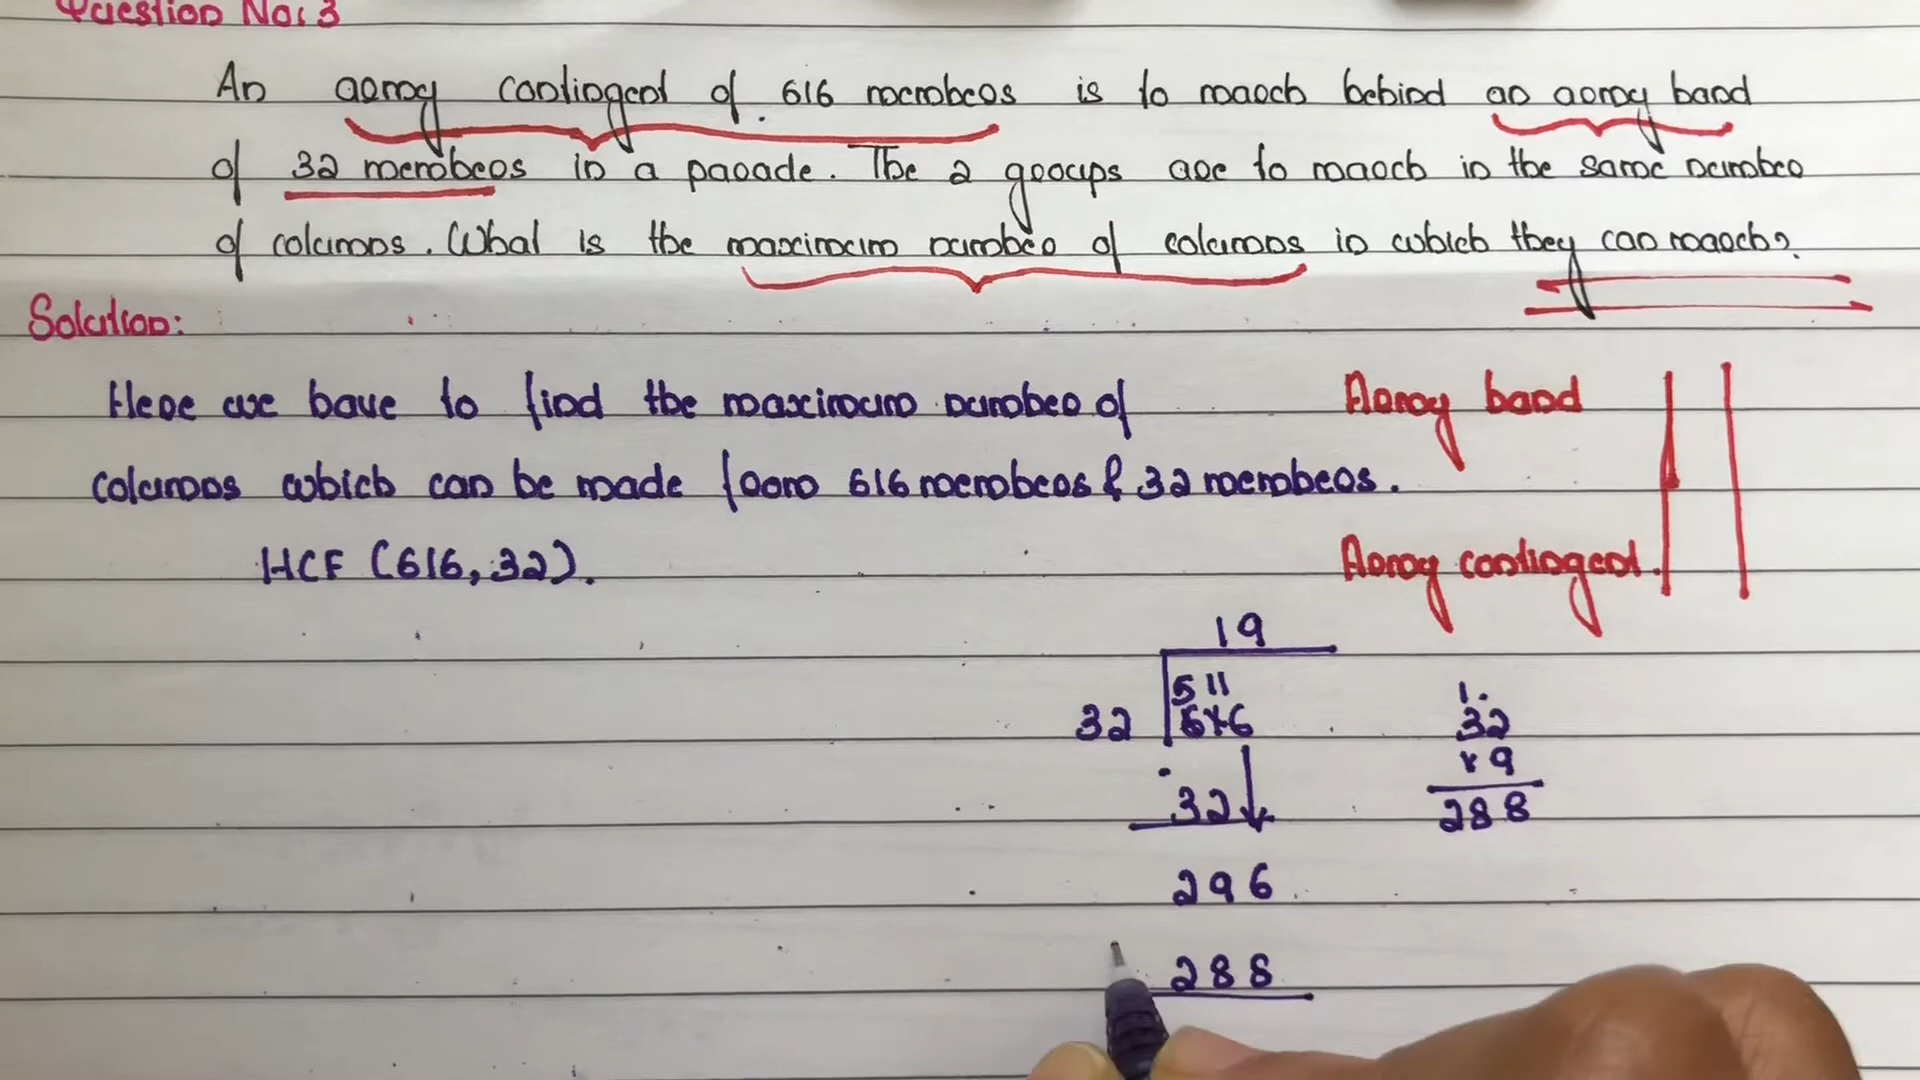 Question No: 3
An army contingent of 616 members is to march behind an army band
of 32 members in a parade. The 2 groups are to march in the same number
of columns. What is the maximum number of columns in which they can march?
Solution:
Here we have to find the maximum number of
columns which can be made from 616 members & 32 members.
HCF (616, 32).
Army band
Army contingent.
19
5 11
32 616
32
296
288
1
32
x 9
288